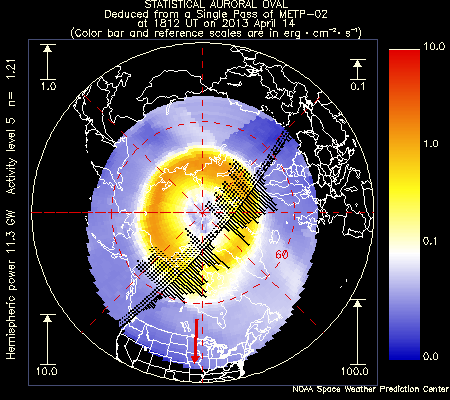 STATISTICAL AURORAL OVAL
Deduced from a Single Pass of METP-02
at 1812 UT on 2013 April 14
(Color bar and reference scales are in erg · cm⁻² · s⁻¹)
Hemispheric power 11.3 GW Activity level 5 n= 1.21
1.0
0.1
10.0
1.0
0.1
0.0
60
10.0
100.0
NOAA Space Weather Prediction Center